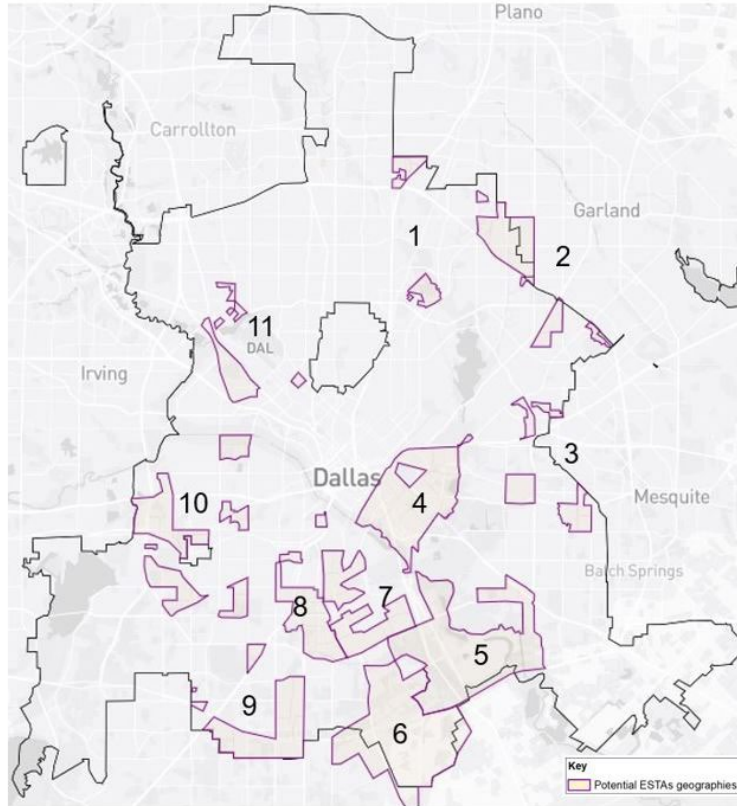 Plano
Carrollton
Garland
1
2
11
DAL
Irving
3
Dallas
Mesquite
10
4
Balch Springs
8
7
5
9
6
Key
Potential ESTAs geographies